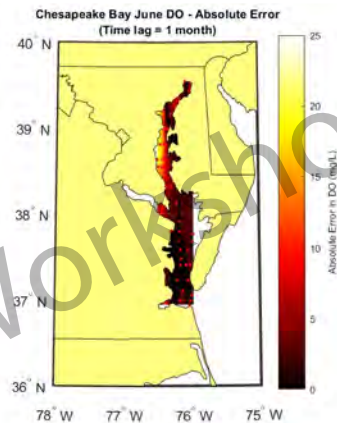 Chesapeake Bay June DO - Absolute Error
(Time lag = 1 month)
40° N
39° N
38° N
37° N
36° N
78° W 77° W 76° W 75° W
25
20
15
10
5
0
Absolute Error in DO (mg/L)
Worksho